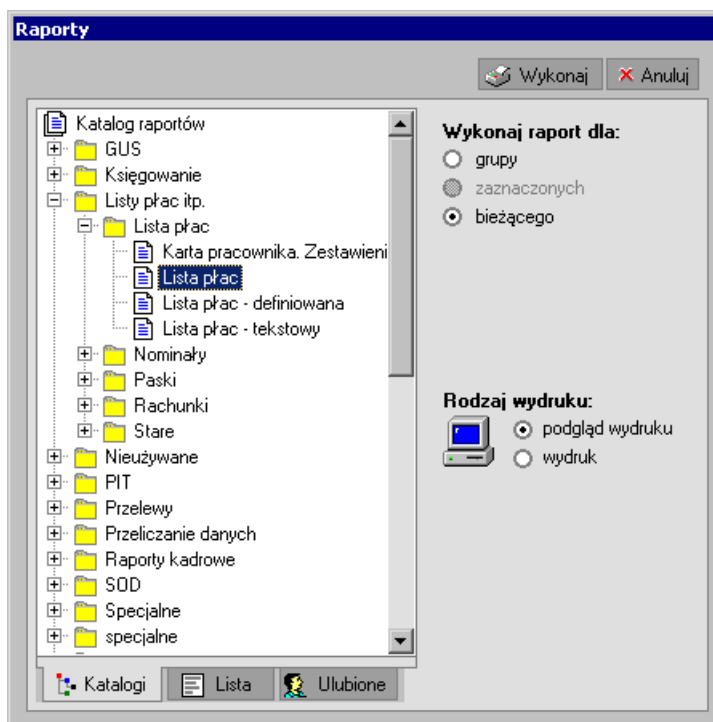 Raporty
Wykonaj
Anuluj
Katalog raportów
GUS
Księgowanie
Listy płac itp.
Lista płac
Karta pracownika. Zestawieni
Lista płac
Lista płac - definiowana
Lista płac - tekstowy
Nominały
Paski
Rachunki
Stare
Nieużywane
PIT
Przelewy
Przeliczanie danych
Raporty kadrowe
SOD
Specjalne
specjalne
Wykonaj raport dla:
grupy
zaznaczonych
bieżącego
Rodzaj wydruku:
podgląd wydruku
wydruk
Katalogi
Lista
Ulubione